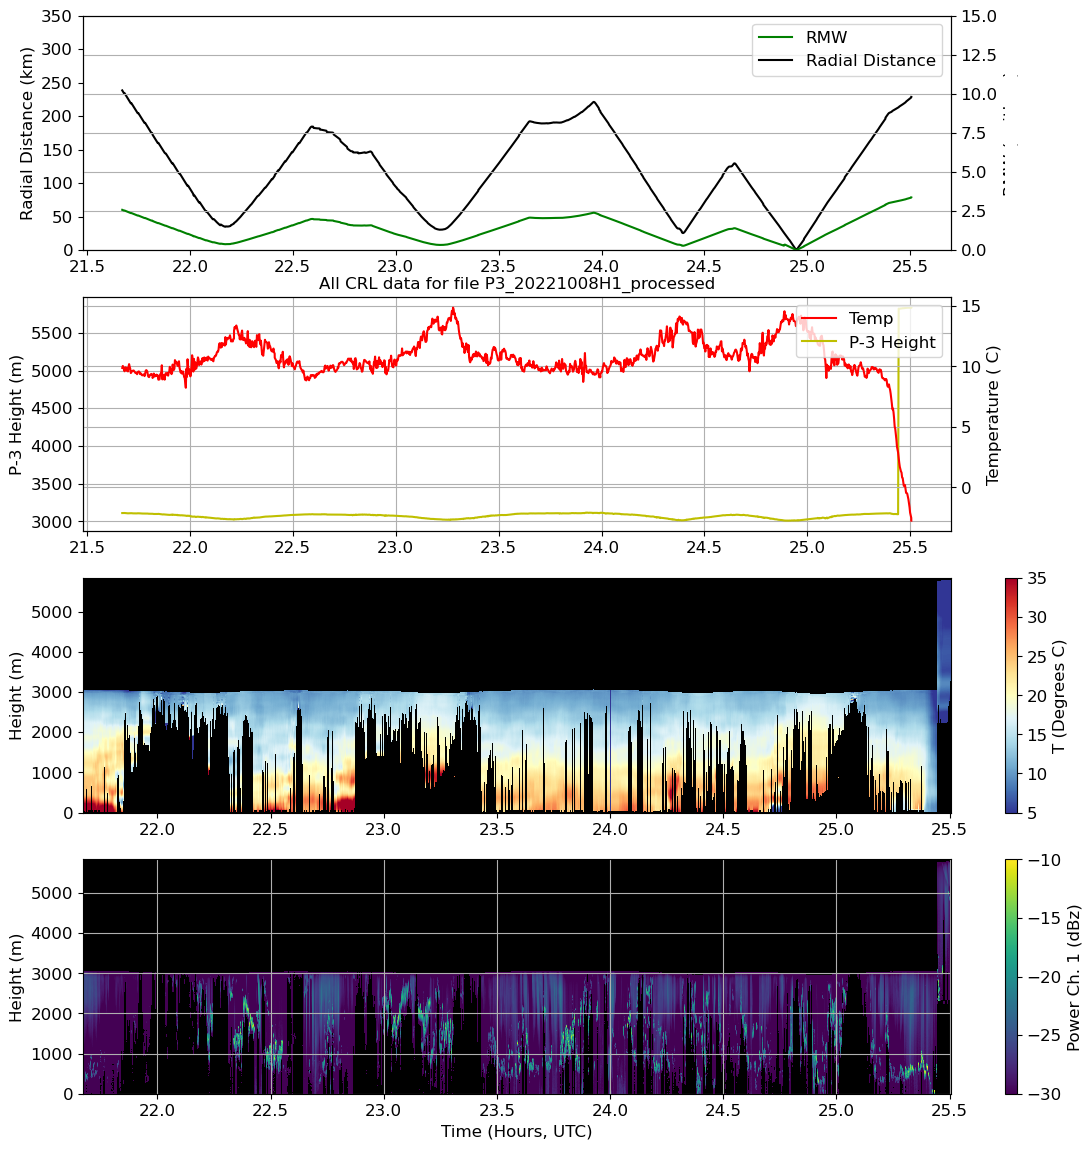 350
300
250
200
150
100
50
0
Radial Distance (km)
RMW
Radial Distance
15.0
12.5
10.0
7.5
5.0
2.5
0.0
21.5 22.0 22.5 23.0 23.5 24.0 24.5 25.0 25.5
All CRL data for file P3_20221008H1_processed
5500
5000
4500
4000
3500
3000
P-3 Height (m)
Temp
P-3 Height
15
10
5
0
Temperature ( C)
21.5 22.0 22.5 23.0 23.5 24.0 24.5 25.0 25.5
5000
4000
3000
2000
1000
0
Height (m)
22.0 22.5 23.0 23.5 24.0 24.5 25.0 25.5
35
30
25
20
15
10
5
T (Degrees C)
5000
4000
3000
2000
1000
0
Height (m)
22.0 22.5 23.0 23.5 24.0 24.5 25.0 25.5
Time (Hours, UTC)
−10
−15
−20
−25
−30
Power Ch. 1 (dBz)